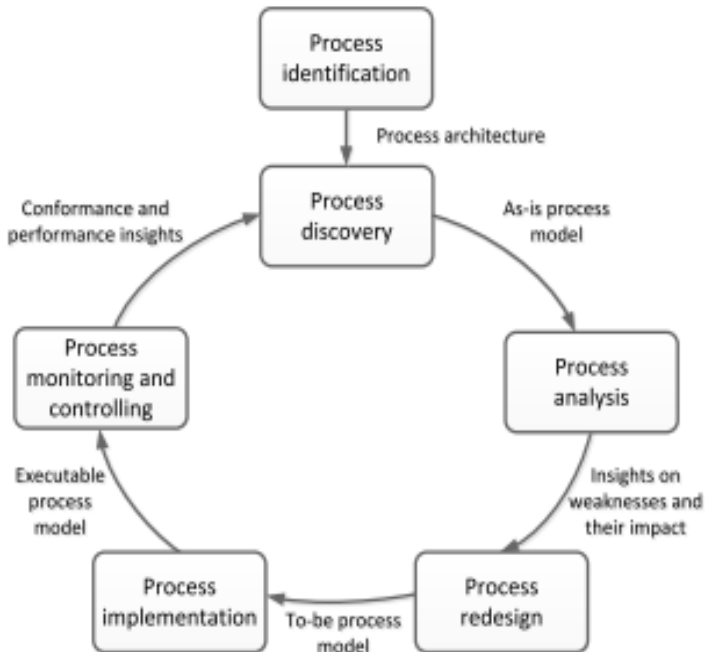 Process
identification
Process architecture
Process
discovery
Conformance and
performance insights
As-is process
model
Process
monitoring and
controlling
Process
analysis
Executable
process
model
Insights on
weaknesses and
their impact
Process
implementation
To-be process
model
Process
redesign